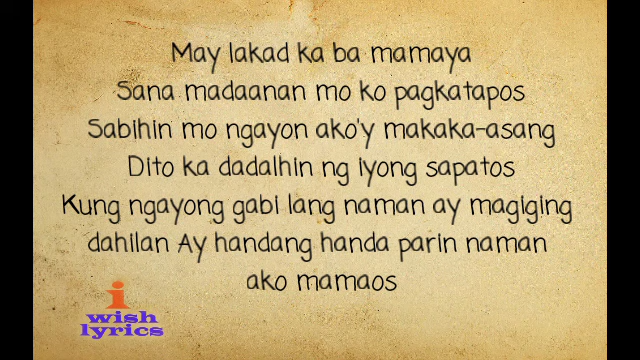 May lakad ka ba mamaya
Sana madaanan mo ko pagkatapos
Sabihin mo ngayon ako'y makaka-asang
Dito ka dadalhin ng iyong sapatos
Kung ngayong gabi lang naman ay magiging
dahilan Ay handang handa parin naman
ako mamaos
i
wish
lyrics